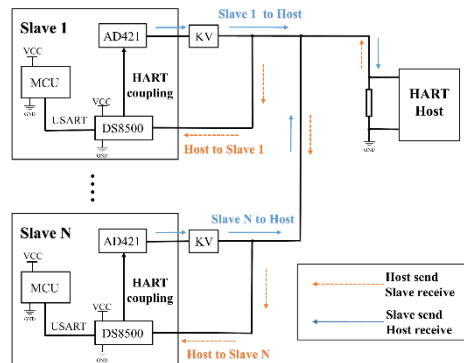 Slave 1 to Host
Slave 1
AD421
KV
VCC
MCU
HART
coupling
VCC
GND
USART
DS8500
GND
Host to Slave 1
HART
Host
GND
Slave N to Host
Slave N
AD421
KV
VCC
MCU
HART
coupling
VCC
GND
USART
DS8500
GND
Host to Slave N
Host send
Slave receive
Slave send
Host receive